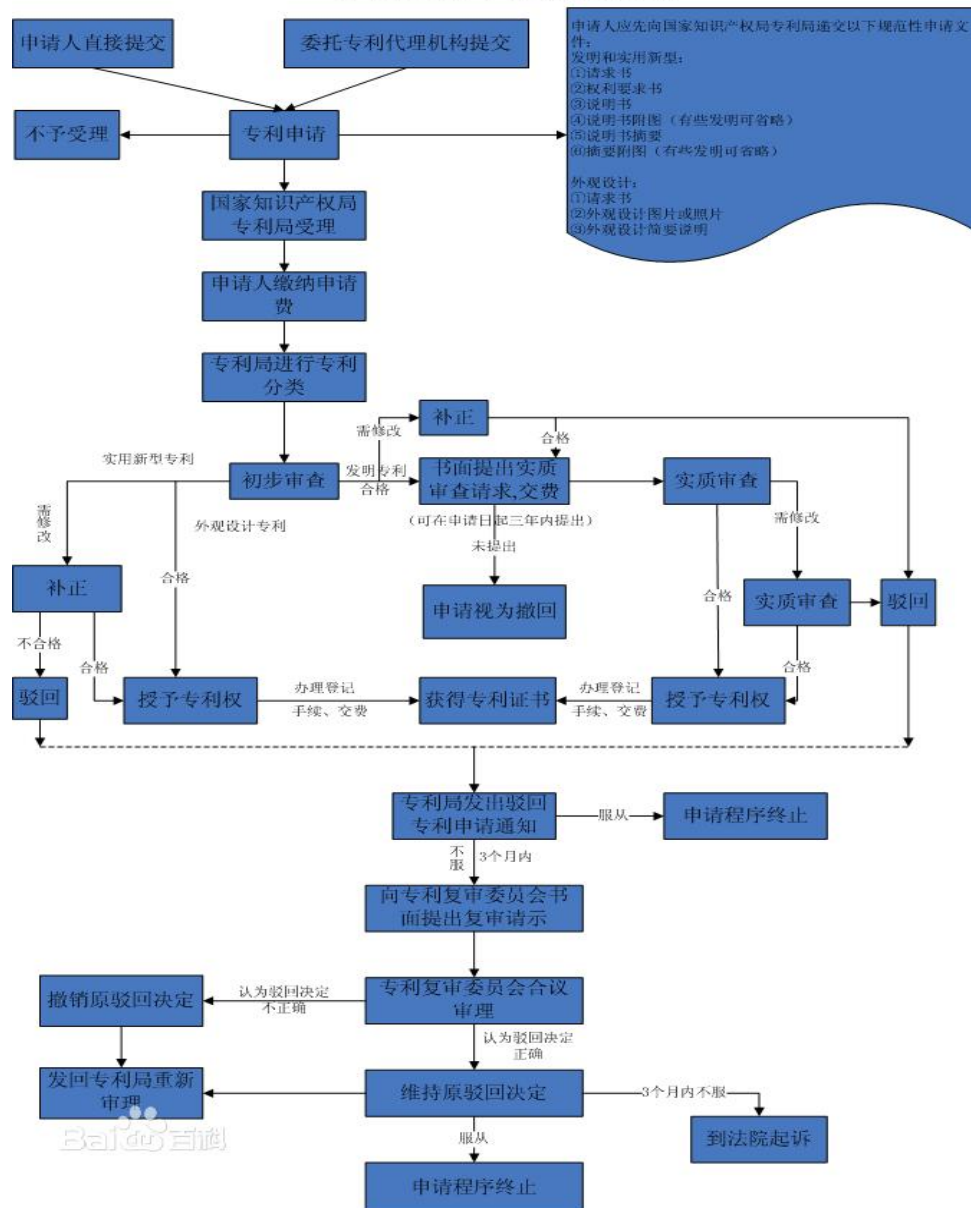 申请人直接提交
委托专利代理机构提交
申请人应先向国家知识产权局专利局递交以下规范性申请文
件:
发明和实用新型:
①请求书
②权利要求书
③说明书
④说明书附图（有些发明可省略）
⑤说明书摘要
⑥摘要附图（有些发明可省略）
外观设计:
①请求书
②外观设计图片或照片
③外观设计简要说明
不予受理
专利申请
国家知识产权局
专利局受理
申请人缴纳申请
费
专利局进行专利
分类
补正
需修改
合格
实用新型专利
初步审查
发明专利
合格
书面提出实质
审查请求,交费
实质审查
需修改
外观设计专利
（可在申请日起三年内提出）
需修改
未提出
补正
合格
申请视为撤回
合格
实质审查
驳回
不合格
合格
合格
驳回
授予专利权
办理登记
手续、交费
获得专利证书
办理登记
手续、交费
授予专利权
专利局发出驳回
专利申请通知
服从
申请程序终止
不服
3个月内
向专利复审委员会书
面提出复审请示
撤销原驳回决定
认为驳回决定
不正确
专利复审委员会合议
审理
认为驳回决定
正确
发回专利局重新
审理
维持原驳回决定
3个月内不服
到法院起诉
服从
申请程序终止
Bai百科